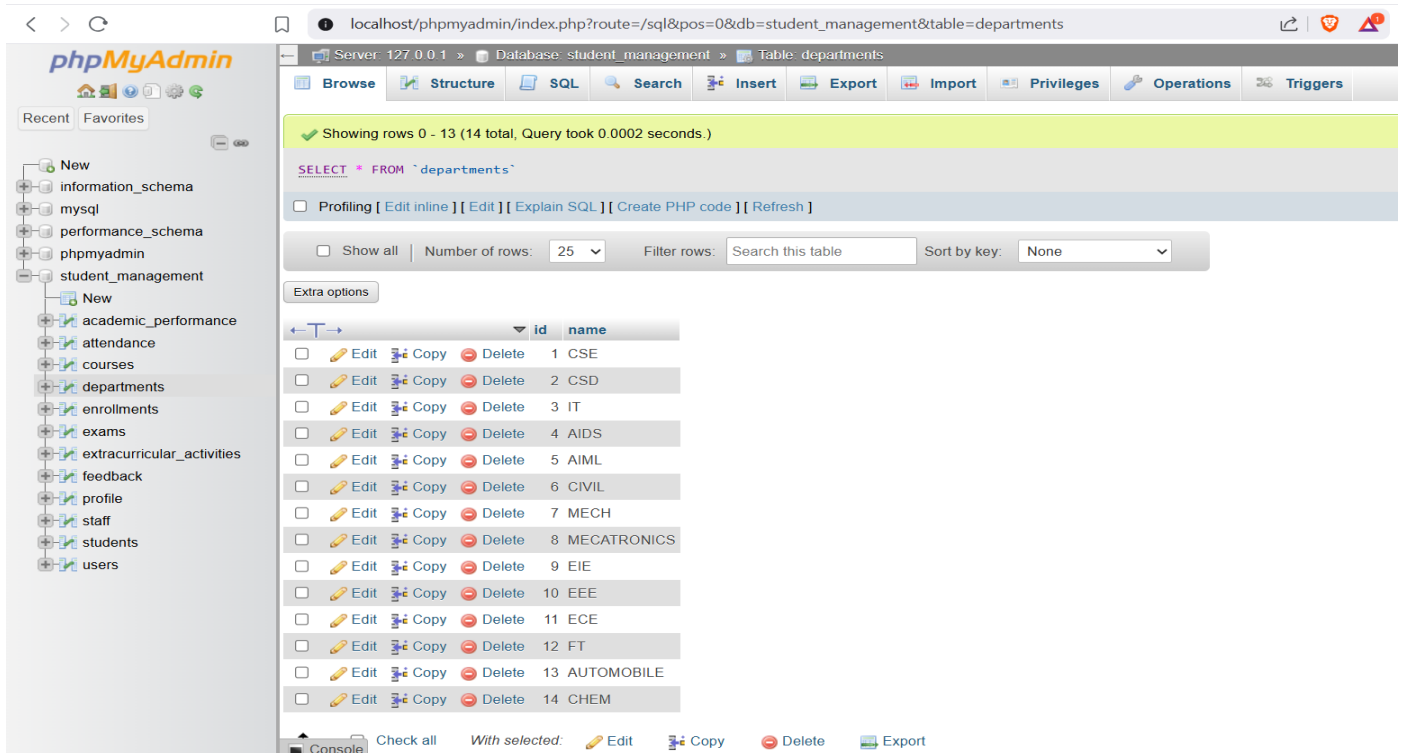 localhost/phpmyadmin/index.php?route=/sql&pos=0&db=student_management&table=departments
phpMyAdmin
Recent Favorites
New
information_schema
mysql
performance_schema
phpmyadmin
student_management
New
academic_performance
attendance
courses
departments
enrollments
exams
extracurricular_activities
feedback
profile
staff
students
users
Server: 127.0.0.1 » Database: student_management » Table: departments
Browse Structure SQL Search Insert Export Import Privileges Operations Triggers
Showing rows 0 - 13 (14 total, Query took 0.0002 seconds.)
SELECT * FROM `departments`
Profiling [ Edit inline ] [ Edit ] [ Explain SQL ] [ Create PHP code ] [ Refresh ]
Show all | Number of rows: 25 Filter rows: Search this table Sort by key: None
Extra options
←T→ id name
Edit Copy Delete 1 CSE
Edit Copy Delete 2 CSD
Edit Copy Delete 3 IT
Edit Copy Delete 4 AIDS
Edit Copy Delete 5 AIML
Edit Copy Delete 6 CIVIL
Edit Copy Delete 7 MECH
Edit Copy Delete 8 MECATRONICS
Edit Copy Delete 9 EIE
Edit Copy Delete 10 EEE
Edit Copy Delete 11 ECE
Edit Copy Delete 12 FT
Edit Copy Delete 13 AUTOMOBILE
Edit Copy Delete 14 CHEM
Check all With selected: Edit Copy Delete Export
Console